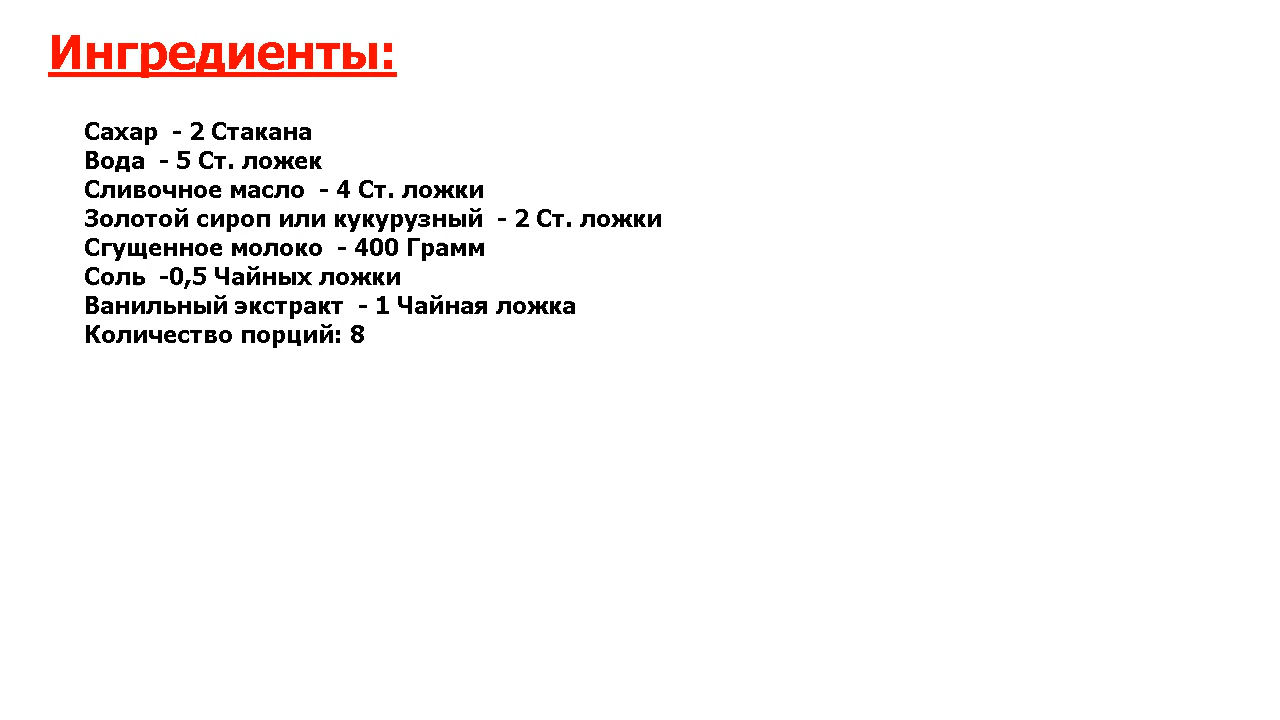 Ингредиенты:
Сахар  - 2 Стакана
Вода  - 5 Ст. ложек
Сливочное масло  - 4 Ст. ложки
Золотой сироп или кукурузный  - 2 Ст. ложки
Сгущенное молоко  - 400 Грамм
Соль  -0,5 Чайных ложки
Ванильный экстракт  - 1 Чайная ложка
Количество порций: 8